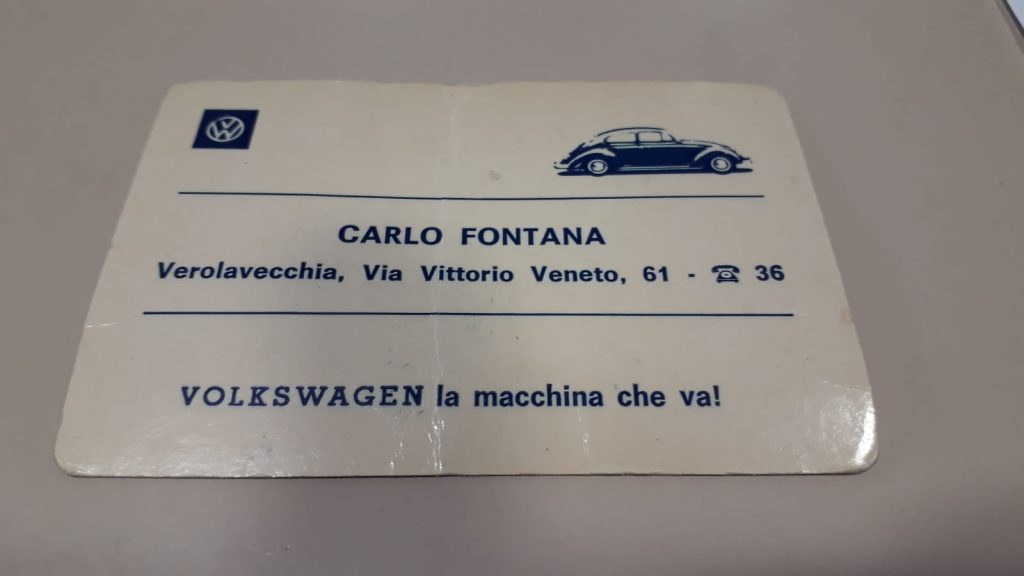 VW
CARLO FONTANA
Verolavecchia, Via Vittorio Veneto, 61 - ☎ 36
VOLKSWAGEN la macchina che va!